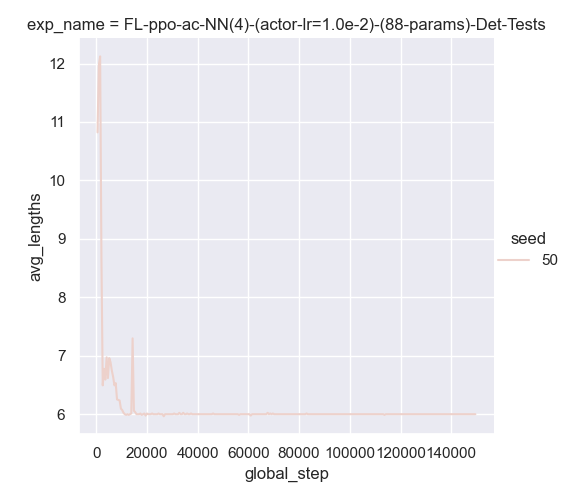 exp_name = FL-ppo-ac-NN(4)-(actor-lr=1.0e-2)-(88-params)-Det-Tests
12
11
10
9
8
7
6
avg_lengths
0 20000 40000 60000 80000 100000 120000 140000
global_step
seed
50